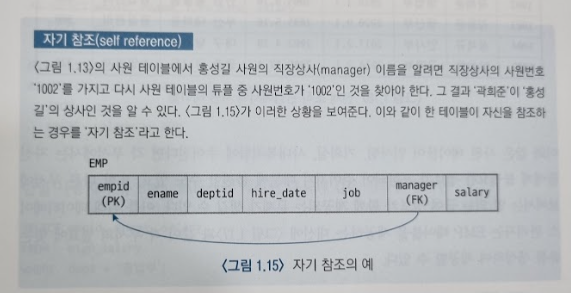 자기 참조(self reference)
〈그림 1.13〉의 사원 테이블에서 홍성길 사원의 직장상사(manager) 이름을 알려면 직장상사의 사원번호
'1002'를 가지고 다시 사원 테이블의 튜플 중 사원번호가 '1002'인 것을 찾아야 한다. 그 결과 '곽희준'이 '홍성
길'의 상사인 것을 알 수 있다. 〈그림 1.15〉가 이러한 상황을 보여준다. 이와 같이 한 테이블이 자신을 참조하
는 경우를 '자기 참조'라고 한다.
EMP
empid (PK) ename deptid hire_date job manager (FK) salary
〈그림 1.15〉 자기 참조의 예